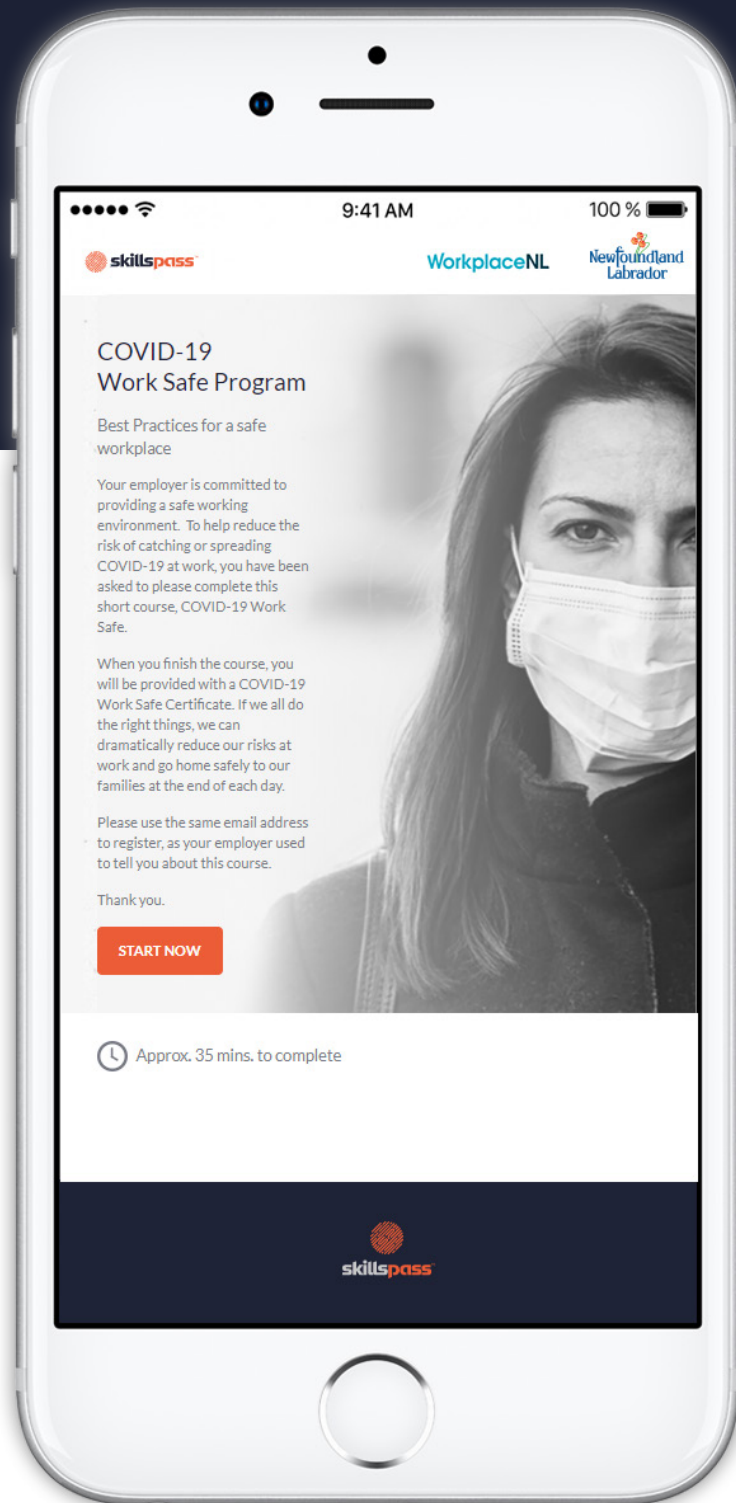 9:41 AM
100 %
skillspass
WorkplaceNL
Newfoundland
Labrador
COVID-19
Work Safe Program
Best Practices for a safe
workplace
Your employer is committed to
providing a safe working
environment. To help reduce the
risk of catching or spreading
COVID-19 at work, you have been
asked to please complete this
short course, COVID-19 Work
Safe.
When you finish the course, you
will be provided with a COVID-19
Work Safe Certificate. If we all do
the right things, we can
dramatically reduce our risks at
work and go home safely to our
families at the end of each day.
Please use the same email address
to register, as your employer used
to tell you about this course.
Thank you.
START NOW
Approx. 35 mins. to complete
skillspass